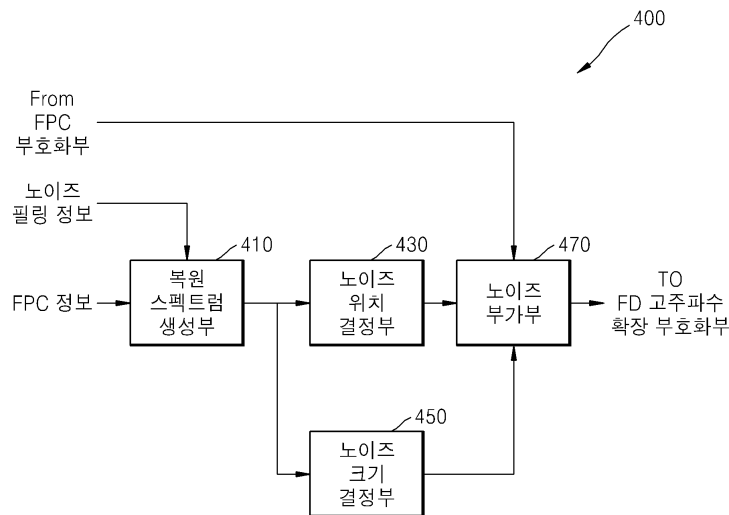 400
From
FPC
부호화부
노이즈
필링 정보
FPC 정보
410
복원
스펙트럼
생성부
430
노이즈
위치
결정부
470
노이즈
부가부
TO
FD 고주파수
확장 부호화부
450
노이즈
크기
결정부